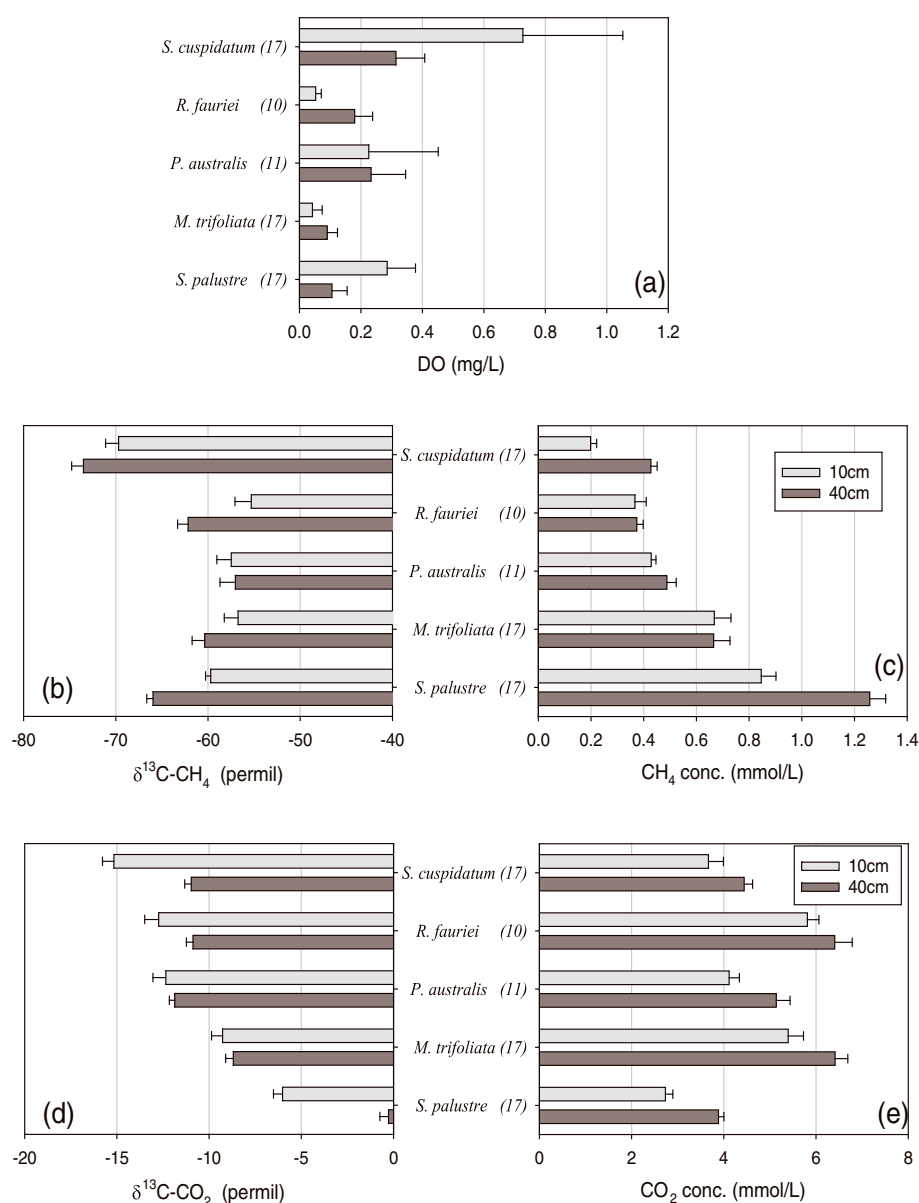 S. cuspidatum (17)
R. fauriei (10)
P. australis (11)
M. trifoliata (17)
S. palustre (17)
(a)
0.0 0.2 0.4 0.6 0.8 1.0 1.2
DO (mg/L)
S. cuspidatum (17)
R. fauriei (10)
P. australis (11)
M. trifoliata (17)
S. palustre (17)
(b)
-80 -70 -60 -50 -40
δ¹³C-CH₄ (permil)
10cm
40cm
(c)
0.0 0.2 0.4 0.6 0.8 1.0 1.2 1.4
CH₄ conc. (mmol/L)
S. cuspidatum (17)
R. fauriei (10)
P. australis (11)
M. trifoliata (17)
S. palustre (17)
(d)
-20 -15 -10 -5 0
δ¹³C-CO₂ (permil)
10cm
40cm
(e)
0 2 4 6 8
CO₂ conc. (mmol/L)